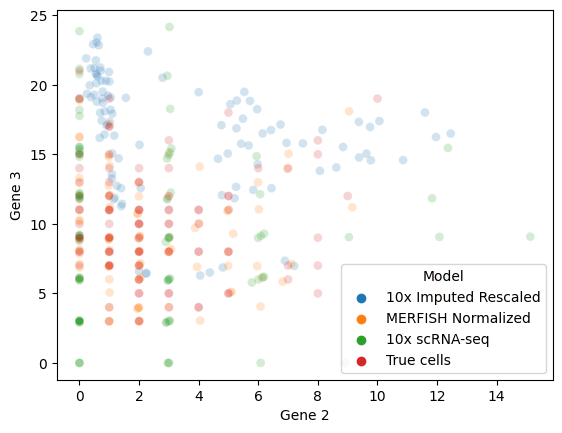 25
20
15
10
5
0
Gene 3
0 2 4 6 8 10 12 14
Gene 2
Model
10x Imputed Rescaled
MERFISH Normalized
10x scRNA-seq
True cells